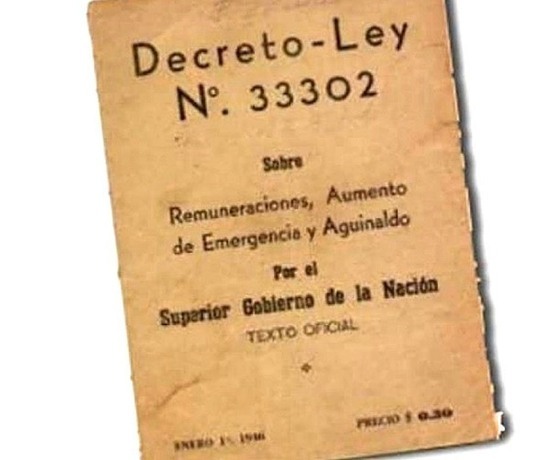 Decreto-Ley
Nº. 33302
Sobre
Remuneraciones, Aumento
de Emergencia y Aguinaldo
Por el
Superior Gobierno de la Nación
TEXTO OFICIAL
ENERO 1º. 1946
PRECIO $ 0.30